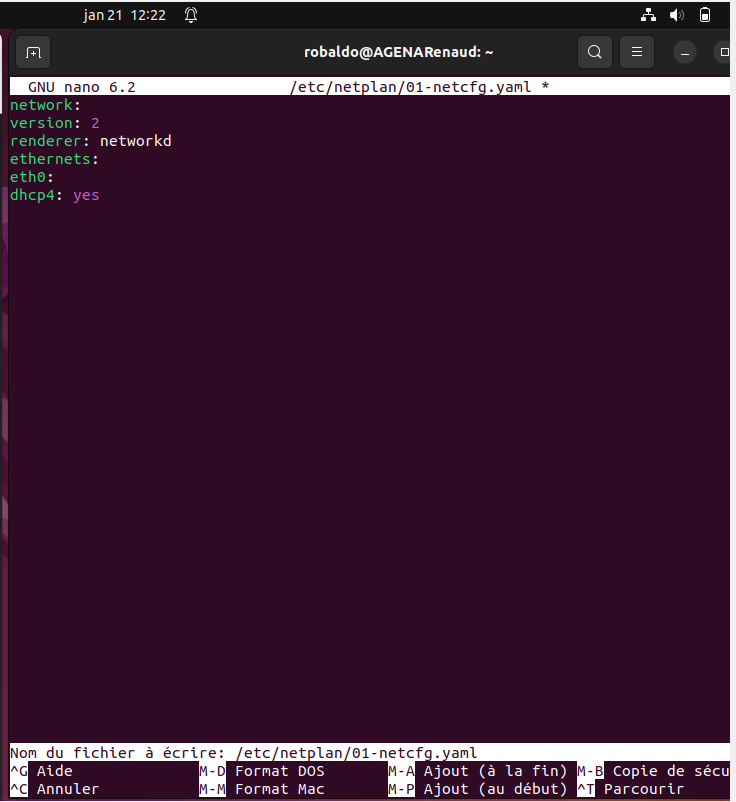 jan 21 12:22
robaldo@AGENARenaud: ~
GNU nano 6.2 /etc/netplan/01-netcfg.yaml *
network:
version: 2
renderer: networkd
ethernets:
eth0:
dhcp4: yes
Nom du fichier à écrire: /etc/netplan/01-netcfg.yaml
^G Aide M-D Format DOS M-A Ajout (à la fin) M-B Copie de sécu
^C Annuler M-M Format Mac M-P Ajout (au début) ^T Parcourir